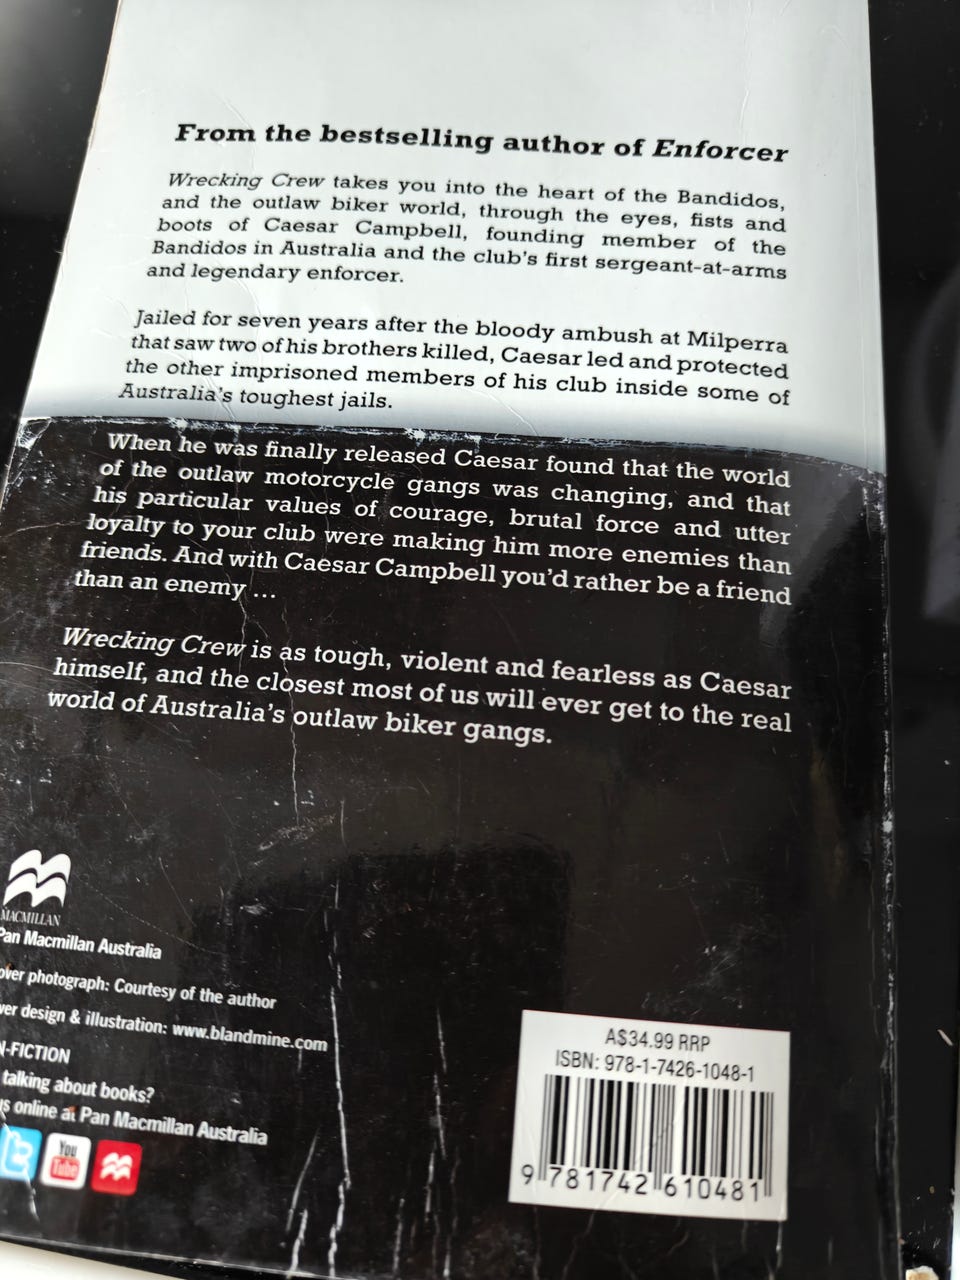 From the bestselling author of Enforcer
Wrecking Crew takes you into the heart of the Bandidos,
and the outlaw biker world, through the eyes, fists and
boots of Caesar Campbell, founding member of the
Bandidos in Australia and the club's first sergeant-at-arms
and legendary enforcer.
Jailed for seven years after the bloody ambush at Milperra
that saw two of his brothers killed, Caesar led and protected
the other imprisoned members of his club inside some of
Australia's toughest jails.
When he was finally released Caesar found that the world
of the outlaw motorcycle gangs was changing, and that
his particular values of courage, brutal force and utter
loyalty to your club were making him more enemies than
friends. And with Caesar Campbell you'd rather be a friend
than an enemy ...
Wrecking Crew is as tough, violent and fearless as Caesar
himself, and the closest most of us will ever get to the real
world of Australia's outlaw biker gangs.
MACMILLAN
Pan Macmillan Australia
over photograph: Courtesy of the author
ver design & illustration: www.blandmine.com
N-FICTION
talking about books?
us online at Pan Macmillan Australia
You
Tube
A$34.99 RRP
ISBN: 978-1-7426-1048-1
9 781742 610481